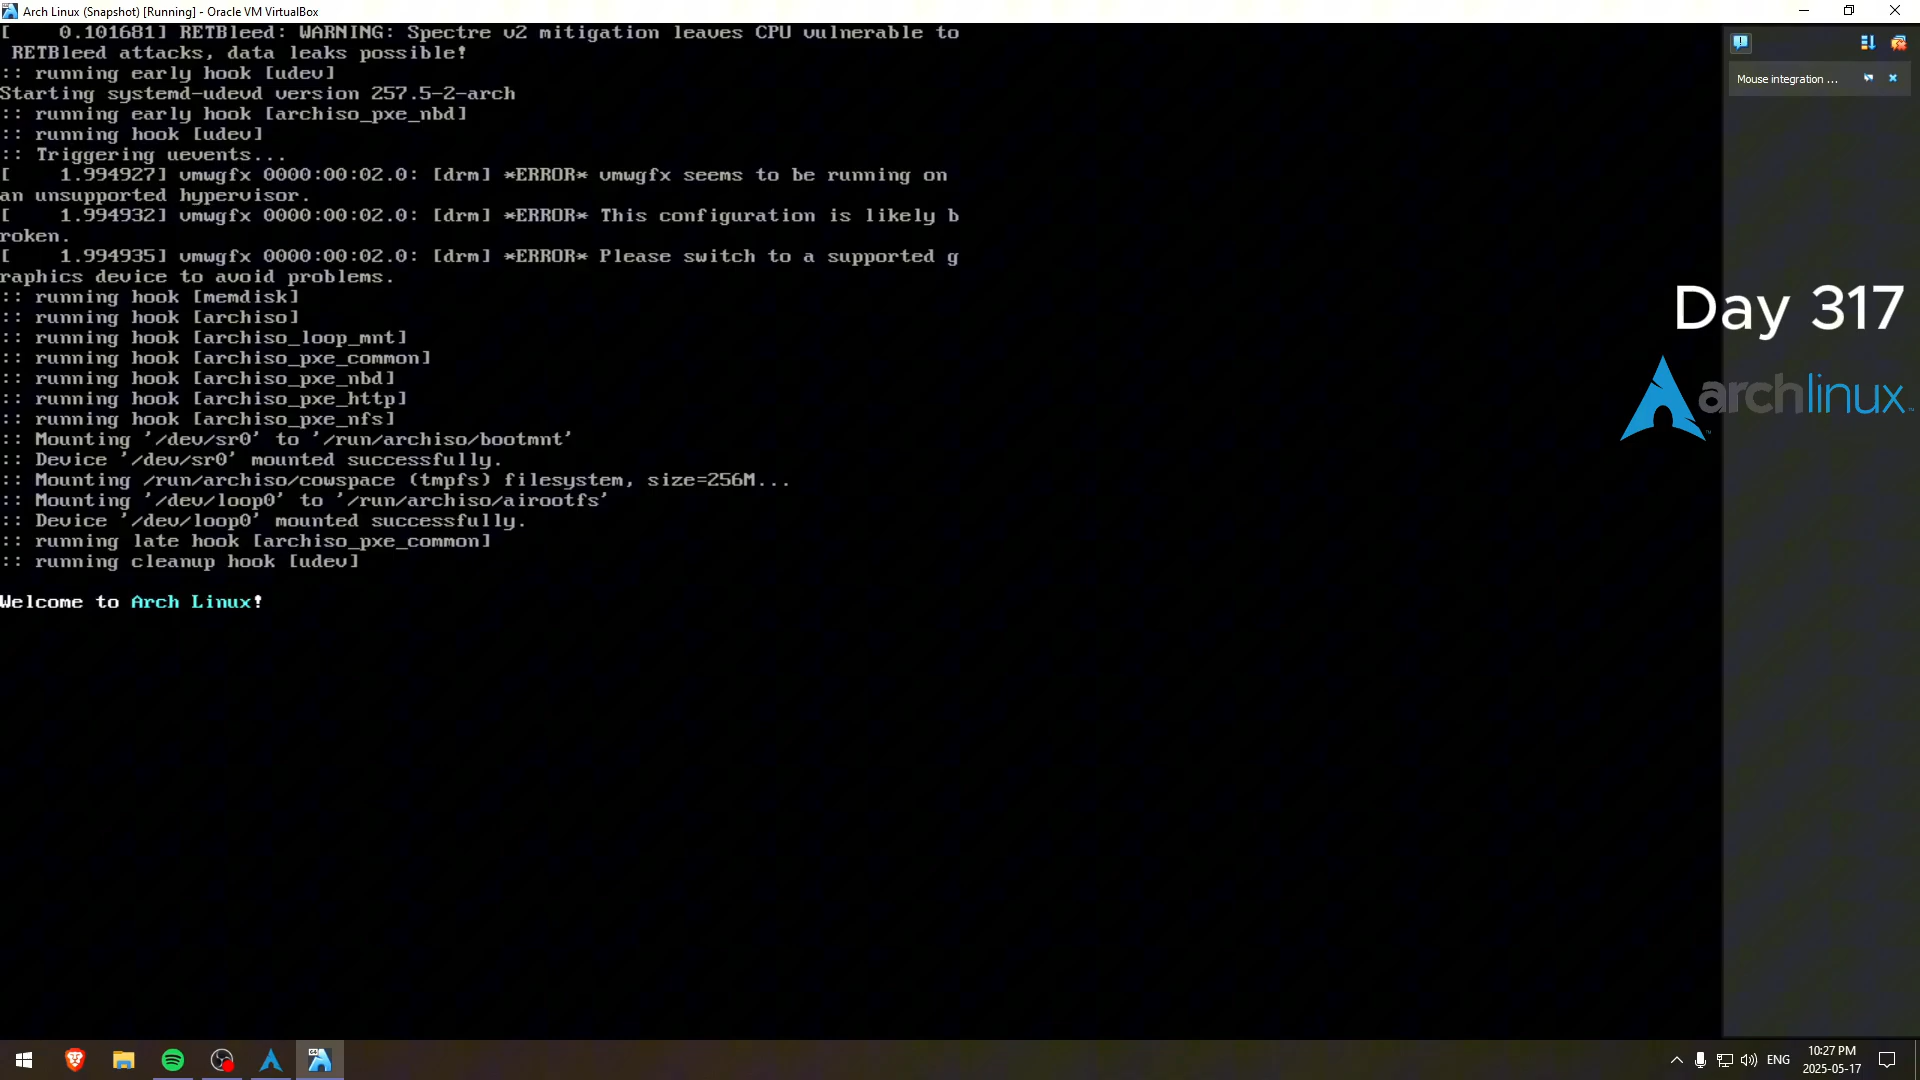 Arch Linux (Snapshot) [Running] - Oracle VM VirtualBox
[    0.101681] RETBleed: WARNING: Spectre v2 mitigation leaves CPU vulnerable to
 RETBleed attacks, data leaks possible!
:: running early hook [udev]
Starting systemd-udevd version 257.5-2-arch
:: running early hook [archiso_pxe_nbd]
:: running hook [udev]
:: Triggering uevents...
[    1.994927] vmwgfx 0000:00:02.0: [drm] *ERROR* vmwgfx seems to be running on
an unsupported hypervisor.
[    1.994932] vmwgfx 0000:00:02.0: [drm] *ERROR* This configuration is likely b
roken.
[    1.994935] vmwgfx 0000:00:02.0: [drm] *ERROR* Please switch to a supported g
raphics device to avoid problems.
:: running hook [memdisk]
:: running hook [archiso]
:: running hook [archiso_loop_mnt]
:: running hook [archiso_pxe_common]
:: running hook [archiso_pxe_nbd]
:: running hook [archiso_pxe_http]
:: running hook [archiso_pxe_nfs]
:: Mounting '/dev/sr0' to '/run/archiso/bootmnt'
:: Device '/dev/sr0' mounted successfully.
:: Mounting /run/archiso/cowspace (tmpfs) filesystem, size=256M...
:: Mounting '/dev/loop0' to '/run/archiso/airootfs'
:: Device '/dev/loop0' mounted successfully.
:: running late hook [archiso_pxe_common]
:: running cleanup hook [udev]
Welcome to Arch Linux!
Mouse integration ...
Day 317
archlinux™
ENG
10:27 PM
2025-05-17